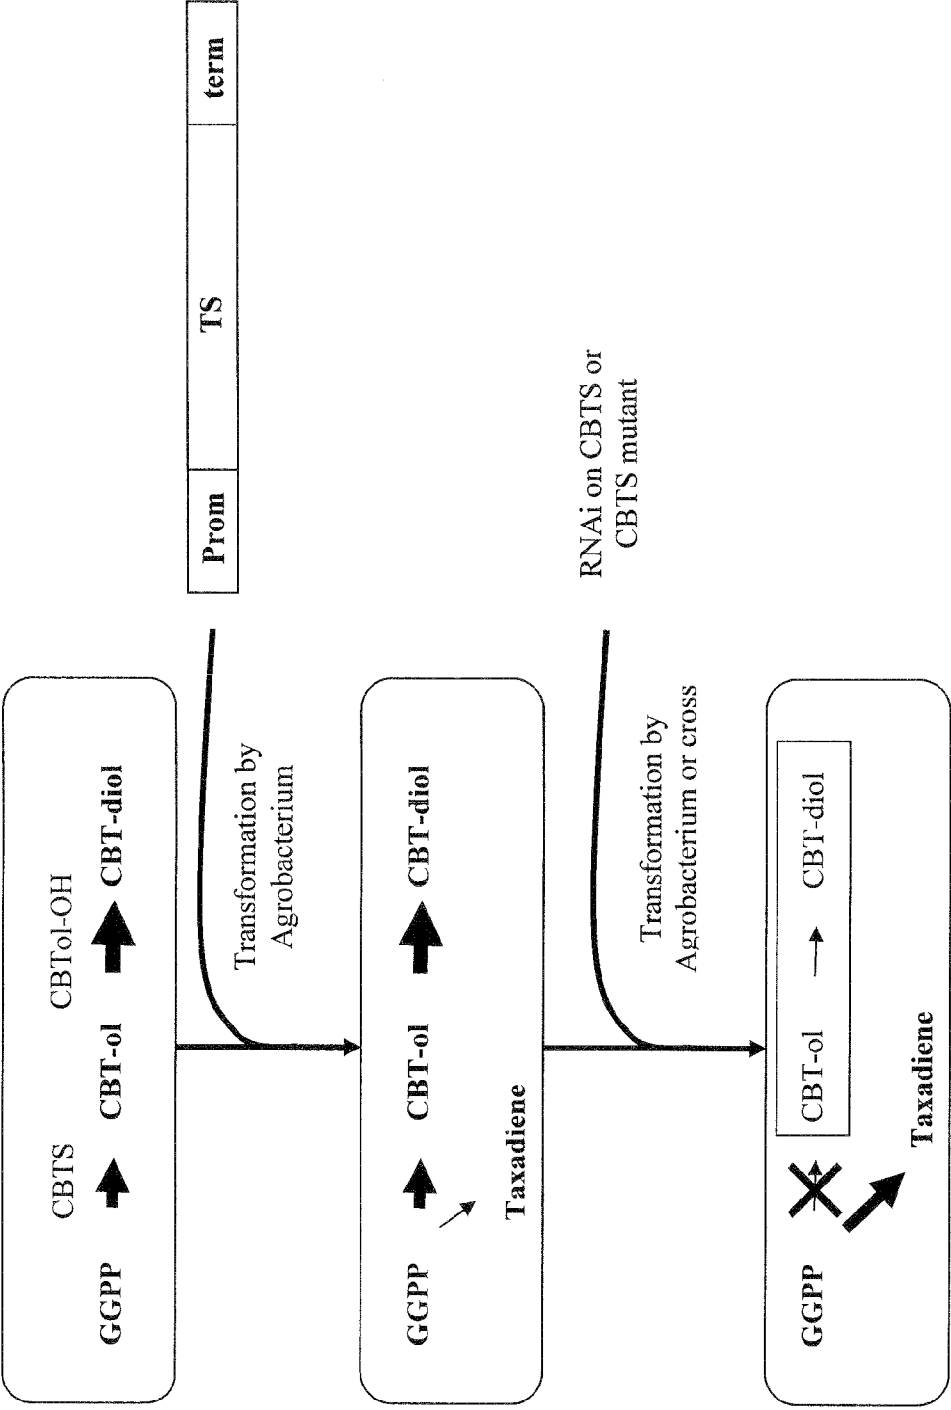 CBTS
CBTol-OH
GGPP
CBT-ol
CBT-diol
Prom
TS
term
Transformation by
Agrobacterium
GGPP
CBT-ol
CBT-diol
Taxadiene
RNAi on CBTS or
CBTS mutant
Transformation by
Agrobacterium or cross
GGPP
CBT-ol
CBT-diol
Taxadiene